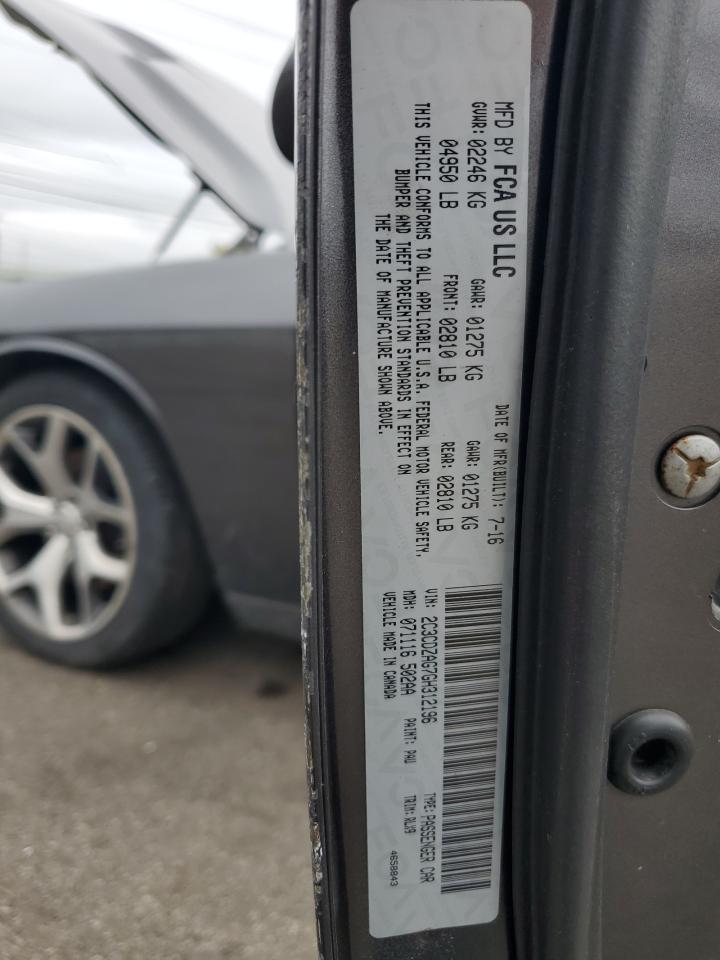 MFD BY FCA US LLC
DATE OF MFR(BUILT): 7-16
GVWR: 02246 KG GAWR: 01275 KG GAWR: 01275 KG
04950 LB FRONT: 02810 LB REAR: 02810 LB
THIS VEHICLE CONFORMS TO ALL APPLICABLE U.S.A. FEDERAL MOTOR VEHICLE SAFETY,
BUMPER AND THEFT PREVENTION STANDARDS IN EFFECT ON
THE DATE OF MANUFACTURE SHOWN ABOVE.
VIN: 2C3CDZAG7GH312196 TYPE: PASSENGER CAR
MDH: 071116 502AA PAINT: PAU TRIM: RLX9
VEHICLE MADE IN CANADA 4658843